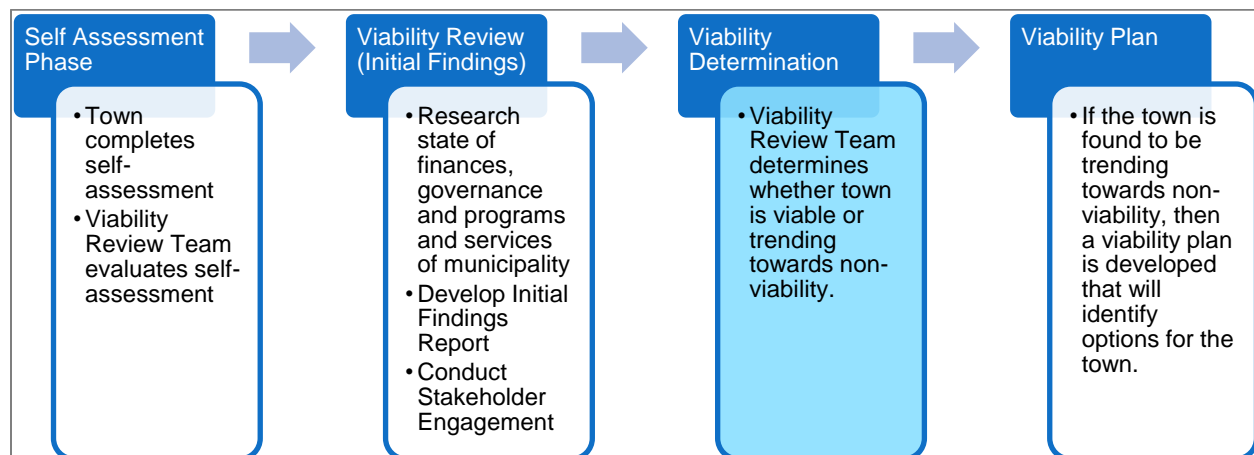 Self Assessment
Phase
• Town
completes
self-
assessment
• Viability
Review Team
evaluates self-
assessment
Viability Review
(Initial Findings)
• Research
state of
finances,
governance
and programs
and services
of municipality
• Develop Initial
Findings
Report
• Conduct
Stakeholder
Engagement
Viability
Determination
• Viability
Review Team
determines
whether town
is viable or
trending
towards non-
viability.
Viability Plan
• If the town is
found to be
trending
towards non-
viability, then
a viability plan
is developed
that will
identify
options for the
town.